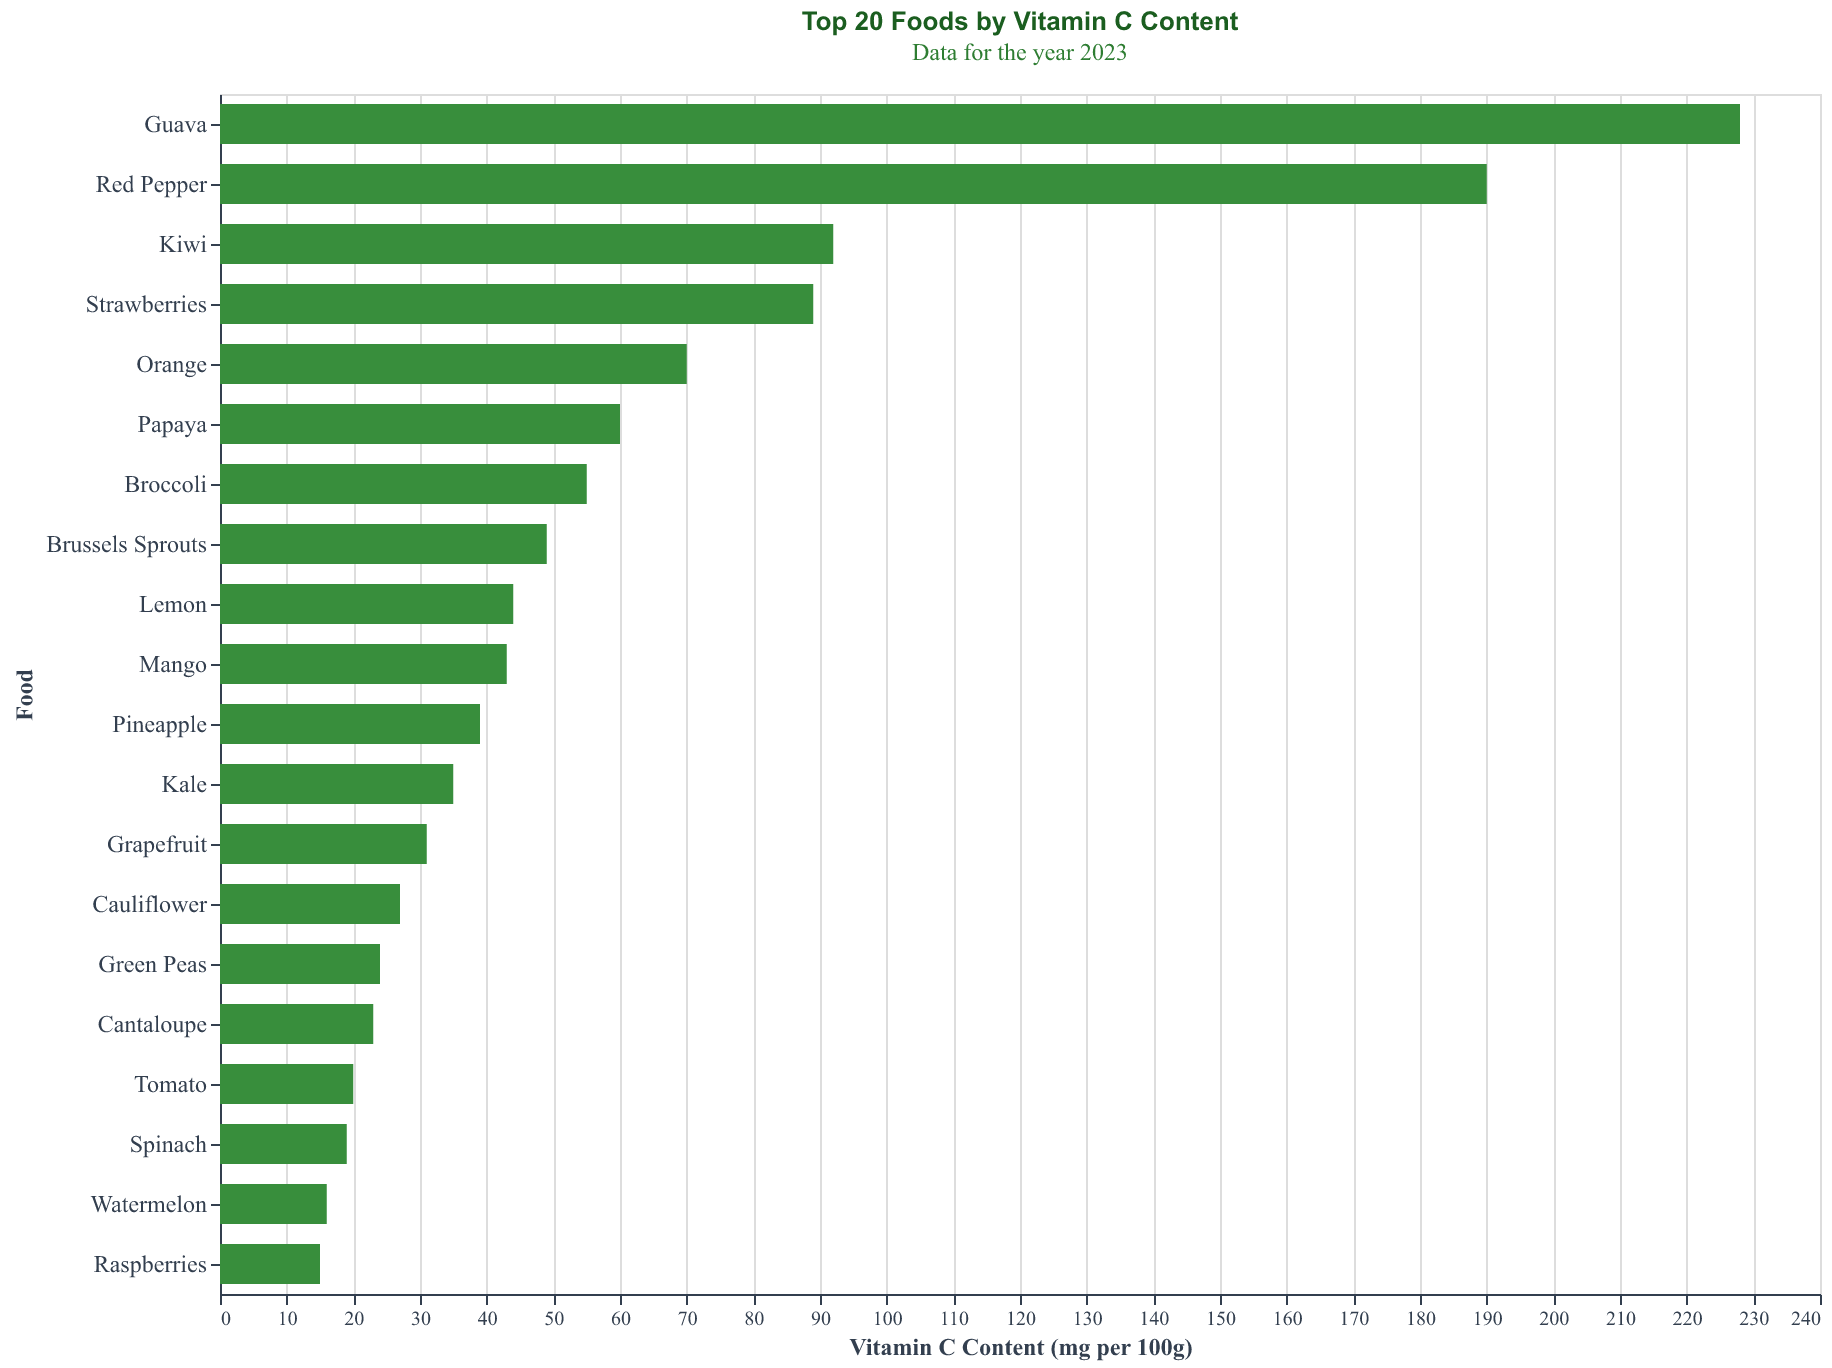 Top 20 Foods by Vitamin C Content
Data for the year 2023
Food
Guava
Red Pepper
Kiwi
Strawberries
Orange
Papaya
Broccoli
Brussels Sprouts
Lemon
Mango
Pineapple
Kale
Grapefruit
Cauliflower
Green Peas
Cantaloupe
Tomato
Spinach
Watermelon
Raspberries
0 10 20 30 40 50 60 70 80 90 100 110 120 130 140 150 160 170 180 190 200 210 220 230 240
Vitamin C Content (mg per 100g)